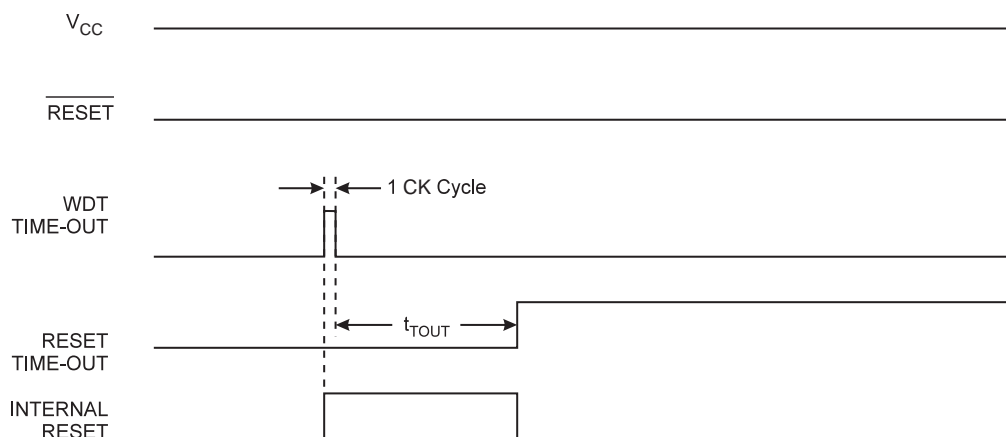 VCC
RESET
WDT
TIME-OUT
1 CK Cycle
RESET
TIME-OUT
tTOUT
INTERNAL
RESET